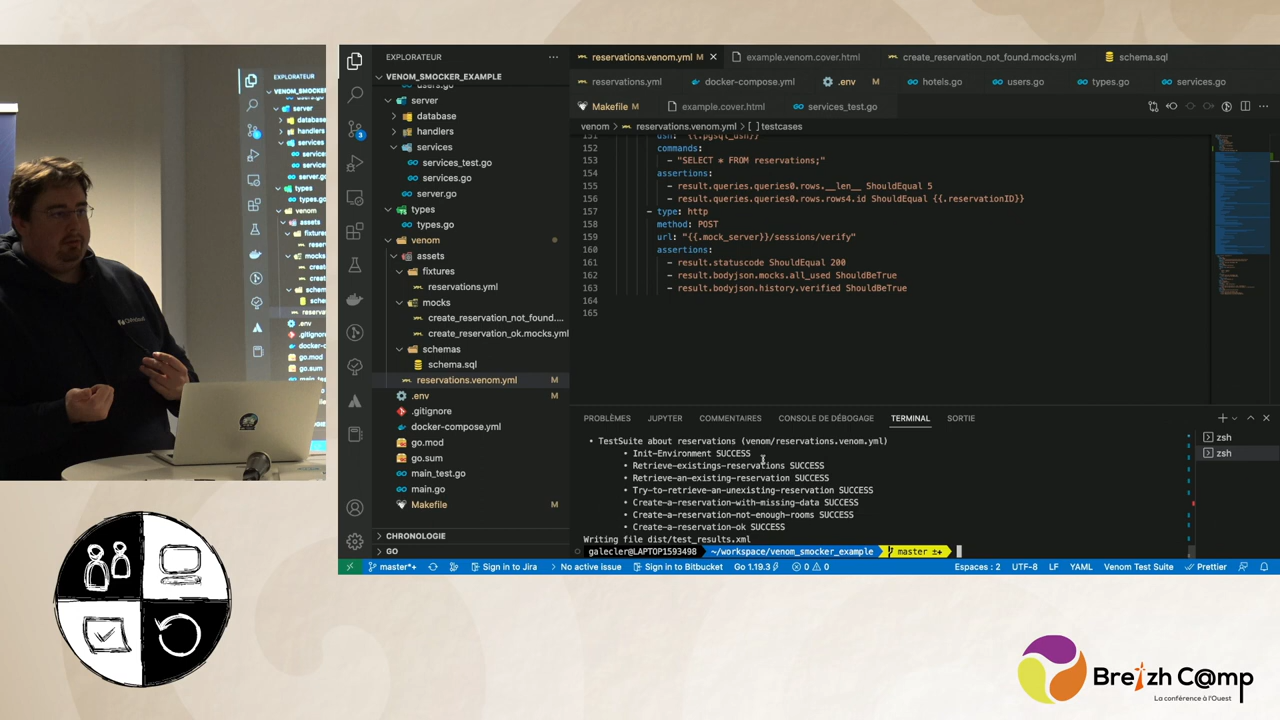 EXPLORATEUR
VENOM_SMOCKER_EXAMPLE
users.go
server
database
handlers
services
services_test.go
services.go
server.go
types
types.go
venom
assets
fixtures
reservations.yml
mocks
create_reservation_not_found....
create_reservation_ok.mocks.yml
schemas
schema.sql
reservations.venom.yml M
.env M
.gitignore
docker-compose.yml
go.mod
go.sum
main_test.go
main.go
Makefile M
CHRONOLOGIE
GO
reservations.venom.yml M
example.venom.cover.html
create_reservation_not_found.mocks.yml
schema.sql
reservations.yml
docker-compose.yml
.env M
hotels.go
users.go
types.go
services.go
Makefile M
example.cover.html
services_test.go
venom > reservations.venom.yml > [ ] testcases
151 dsn: "{{.pgsql_dsn}}"
152 commands:
153 - "SELECT * FROM reservations;"
154 assertions:
155 - result.queries.queries0.rows.__len__ ShouldEqual 5
156 - result.queries.queries0.rows.rows4.id ShouldEqual {{.reservationID}}
157 - type: http
158 method: POST
159 url: "{{.mock_server}}/sessions/verify"
160 assertions:
161 - result.statuscode ShouldEqual 200
162 - result.bodyjson.mocks.all_used ShouldBeTrue
163 - result.bodyjson.history.verified ShouldBeTrue
164
165
PROBLÈMES JUPYTER COMMENTAIRES CONSOLE DE DÉBOGAGE TERMINAL SORTIE
• TestSuite about reservations (venom/reservations.venom.yml)
• Init-Environment SUCCESS
• Retrieve-existings-reservations SUCCESS
• Retrieve-an-existing-reservation SUCCESS
• Try-to-retrieve-an-unexisting-reservation SUCCESS
• Create-a-reservation-with-missing-data SUCCESS
• Create-a-reservation-not-enough-rooms SUCCESS
• Create-a-reservation-ok SUCCESS
Writing file dist/test_results.xml
galecler@LAPTOP1593498 ~/workspace/venom_smocker_example master ±+
zsh
zsh
master*+ Sign in to Jira No active issue Sign in to Bitbucket Go 1.19.3 0 0 Espaces : 2 UTF-8 LF YAML Venom Test Suite Prettier
Breizh C@mp
La conférence à l'Ouest